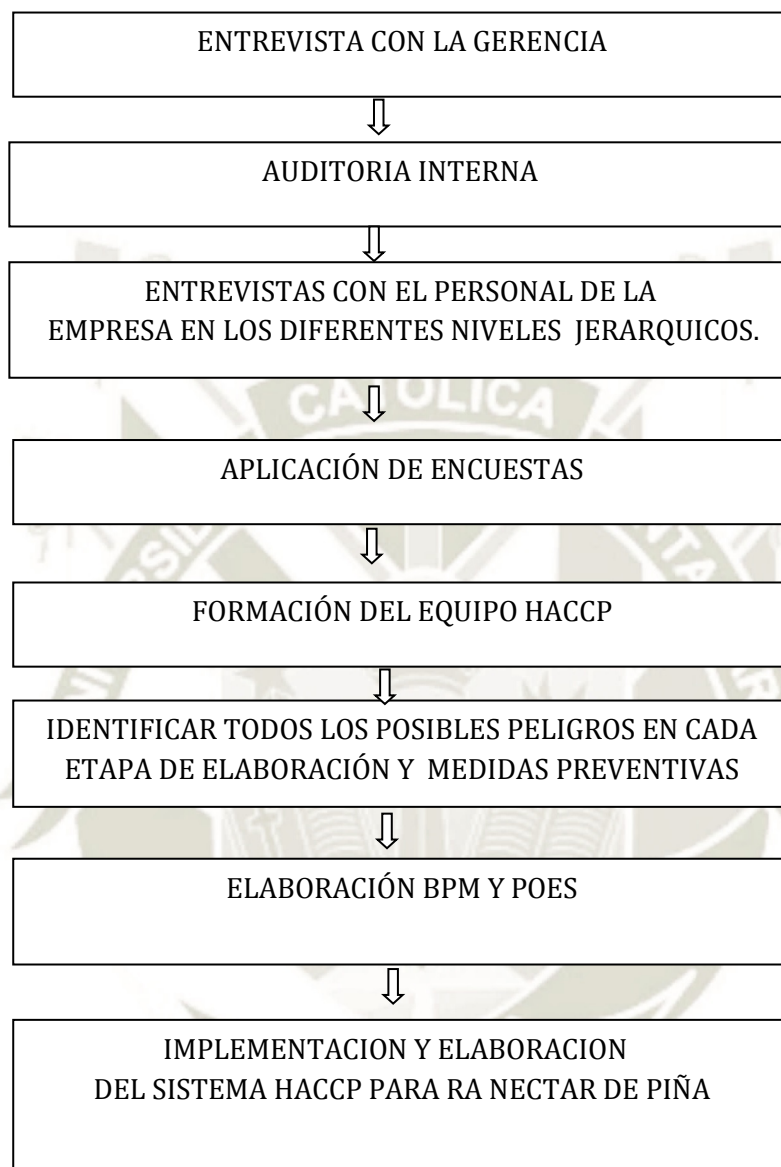 ENTREVISTA CON LA GERENCIA
AUDITORIA INTERNA
ENTREVISTAS CON EL PERSONAL DE LA
EMPRESA EN LOS DIFERENTES NIVELES JERARQUICOS.
CATOLICA
APLICACIÓN DE ENCUESTAS
FORMACIÓN DEL EQUIPO HACCP
IDENTIFICAR TODOS LOS POSIBLES PELIGROS EN CADA
ETAPA DE ELABORACIÓN Y MEDIDAS PREVENTIVAS
ELABORACIÓN BPM Y POES
IMPLEMENTACION Y ELABORACION
DEL SISTEMA HACCP PARA RA NECTAR DE PIÑA